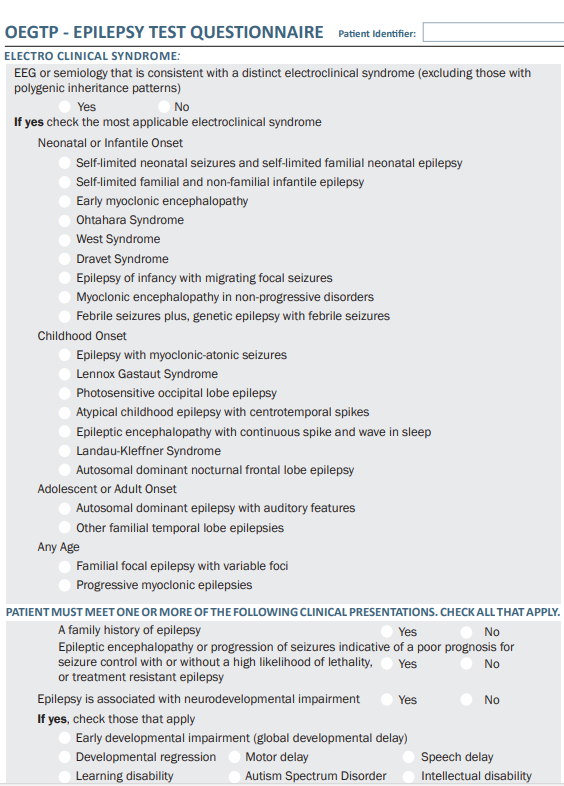 OEGTP - EPILEPSY TEST QUESTIONNAIRE Patient Identifier:
ELECTRO CLINICAL SYNDROME:
EEG or semiology that is consistent with a distinct electroclinical syndrome (excluding those with
polygenic inheritance patterns)
Yes No
If yes check the most applicable electroclinical syndrome
Neonatal or Infantile Onset
Self-limited neonatal seizures and self-limited familial neonatal epilepsy
Self-limited familial and non-familial infantile epilepsy
Early myoclonic encephalopathy
Ohtahara Syndrome
West Syndrome
Dravet Syndrome
Epilepsy of infancy with migrating focal seizures
Myoclonic encephalopathy in non-progressive disorders
Febrile seizures plus, genetic epilepsy with febrile seizures
Childhood Onset
Epilepsy with myoclonic-atonic seizures
Lennox Gastaut Syndrome
Photosensitive occipital lobe epilepsy
Atypical childhood epilepsy with centrotemporal spikes
Epileptic encephalopathy with continuous spike and wave in sleep
Landau-Kleffner Syndrome
Autosomal dominant nocturnal frontal lobe epilepsy
Adolescent or Adult Onset
Autosomal dominant epilepsy with auditory features
Other familial temporal lobe epilepsies
Any Age
Familial focal epilepsy with variable foci
Progressive myoclonic epilepsies
PATIENT MUST MEET ONE OR MORE OF THE FOLLOWING CLINICAL PRESENTATIONS. CHECK ALL THAT APPLY.
A family history of epilepsy Yes No
Epileptic encephalopathy or progression of seizures indicative of a poor prognosis for
seizure control with or without a high likelihood of lethality, Yes No
or treatment resistant epilepsy
Epilepsy is associated with neurodevelopmental impairment Yes No
If yes, check those that apply
Early developmental impairment (global developmental delay)
Developmental regression Motor delay Speech delay
Learning disability Autism Spectrum Disorder Intellectual disability